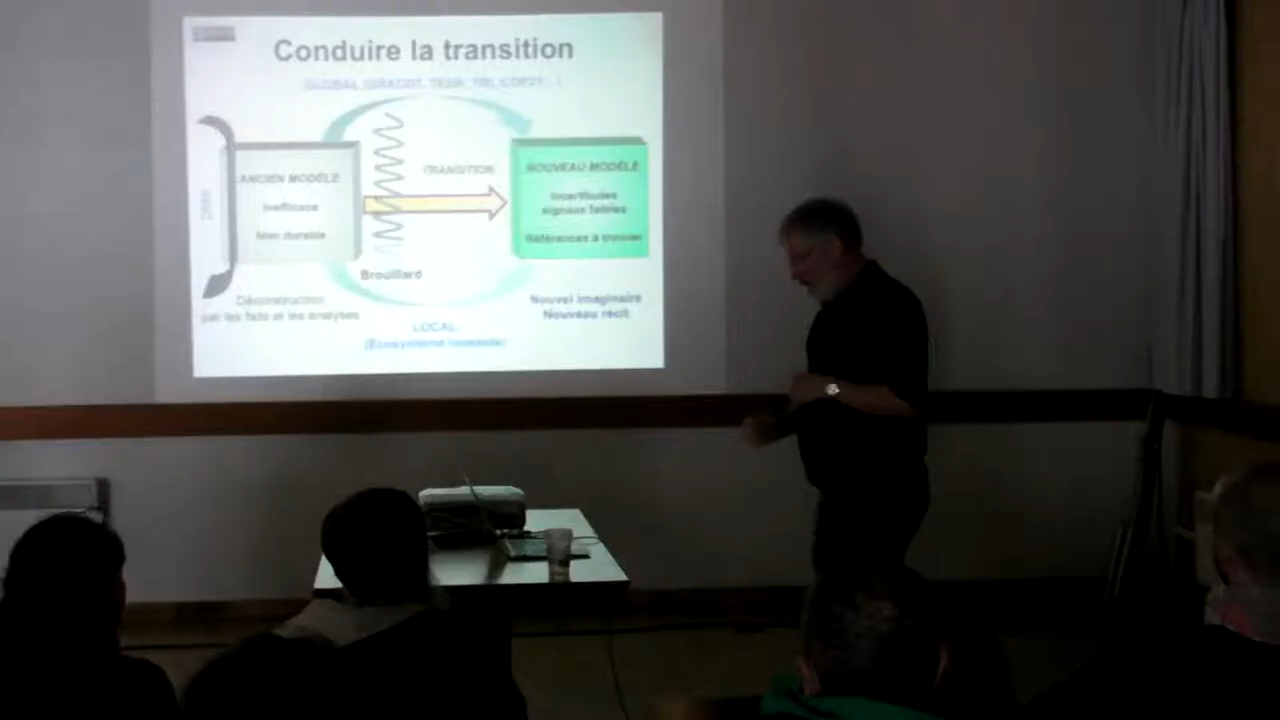 Conduire la transition
ANCIEN MODÈLE
Inefficace
Non durable
TRANSITION
NOUVEAU MODÈLE
Incertitudes
signaux faibles
Références à trouver
Brouillard
Déconstruction
par les faits et les analyses
Nouvel imaginaire
Nouveau récit
LOCAL